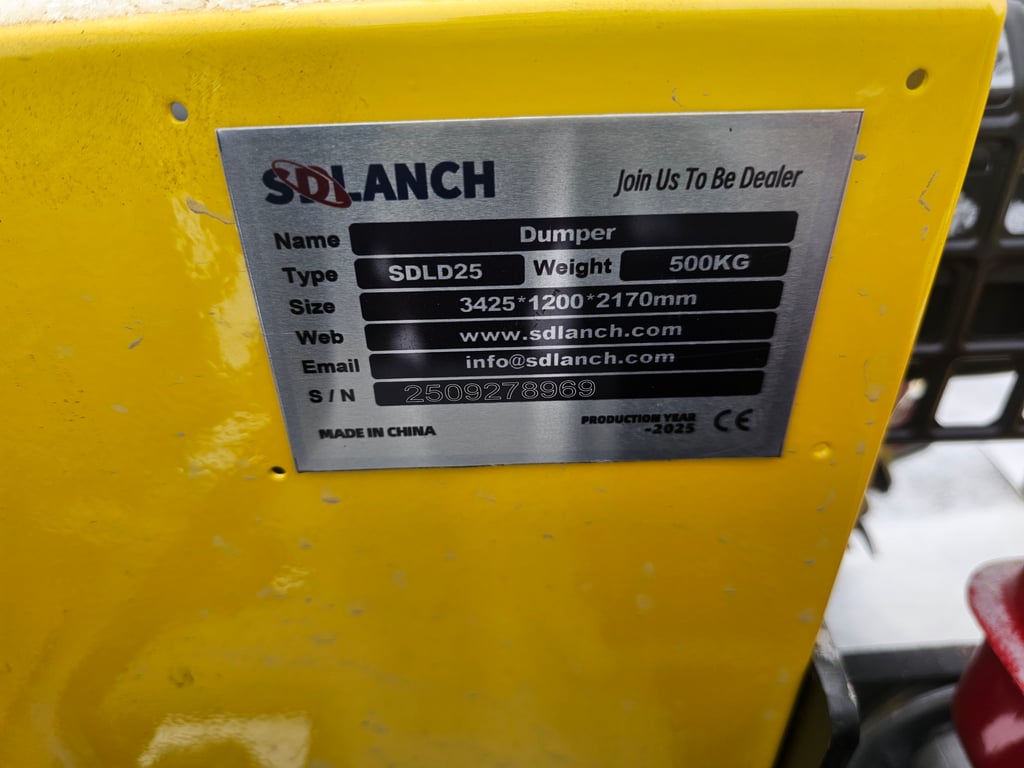 SDLANCH
Join Us To Be Dealer
Name Dumper
Type SDLD25 Weight 500KG
Size 3425*1200*2170mm
Web www.sdlanch.com
Email info@sdlanch.com
S / N 2509278969
MADE IN CHINA
PRODUCTION YEAR
-2025 CE